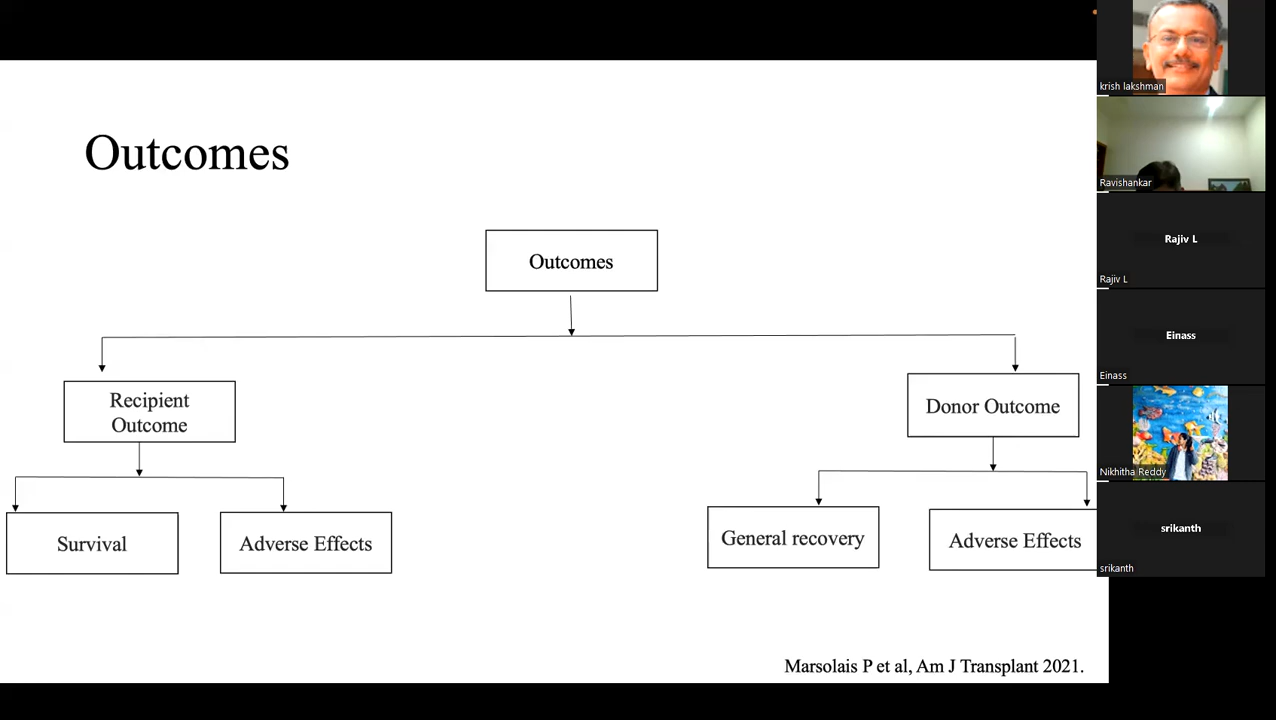 Outcomes
Outcomes
Recipient
Outcome
Donor Outcome
Survival
Adverse Effects
General recovery
Adverse Effects
Marsolais P et al, Am J Transplant 2021.
krish lakshman
Ravishankar
Rajiv L
Rajiv L
Einass
Einass
Nikhitha Reddy
srikanth
srikanth